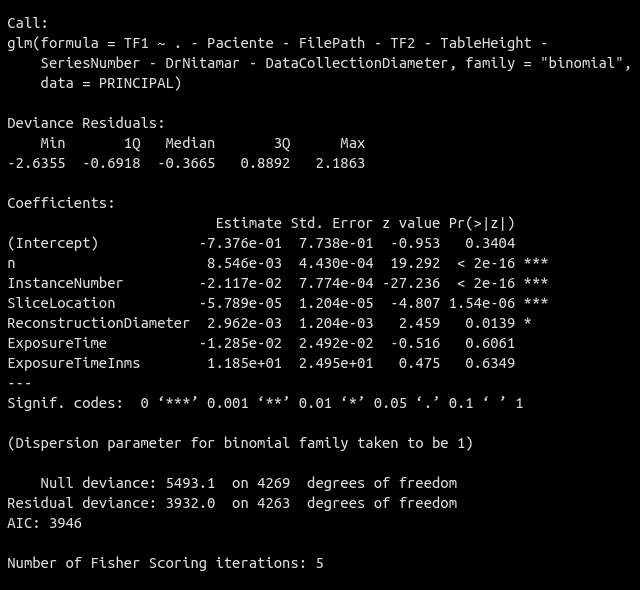 Call:
glm(formula = TF1 ~ . - Paciente - FilePath - TF2 - TableHeight -
    SeriesNumber - DrNitamar - DataCollectionDiameter, family = "binomial",
    data = PRINCIPAL)

Deviance Residuals:
    Min       1Q   Median       3Q      Max
-2.6355  -0.6918  -0.3665   0.8892   2.1863

Coefficients:
                         Estimate Std. Error z value Pr(>|z|)
(Intercept)            -7.376e-01  7.738e-01  -0.953   0.3404
n                       8.546e-03  4.430e-04  19.292  < 2e-16 ***
InstanceNumber         -2.117e-02  7.774e-04 -27.236  < 2e-16 ***
SliceLocation          -5.789e-05  1.204e-05  -4.807 1.54e-06 ***
ReconstructionDiameter  2.962e-03  1.204e-03   2.459   0.0139 *
ExposureTime           -1.285e-02  2.492e-02  -0.516   0.6061
ExposureTimeInms        1.185e+01  2.495e+01   0.475   0.6349
---
Signif. codes:  0 ‘***’ 0.001 ‘**’ 0.01 ‘*’ 0.05 ‘.’ 0.1 ‘ ’ 1

(Dispersion parameter for binomial family taken to be 1)

    Null deviance: 5493.1  on 4269  degrees of freedom
Residual deviance: 3932.0  on 4263  degrees of freedom
AIC: 3946

Number of Fisher Scoring iterations: 5